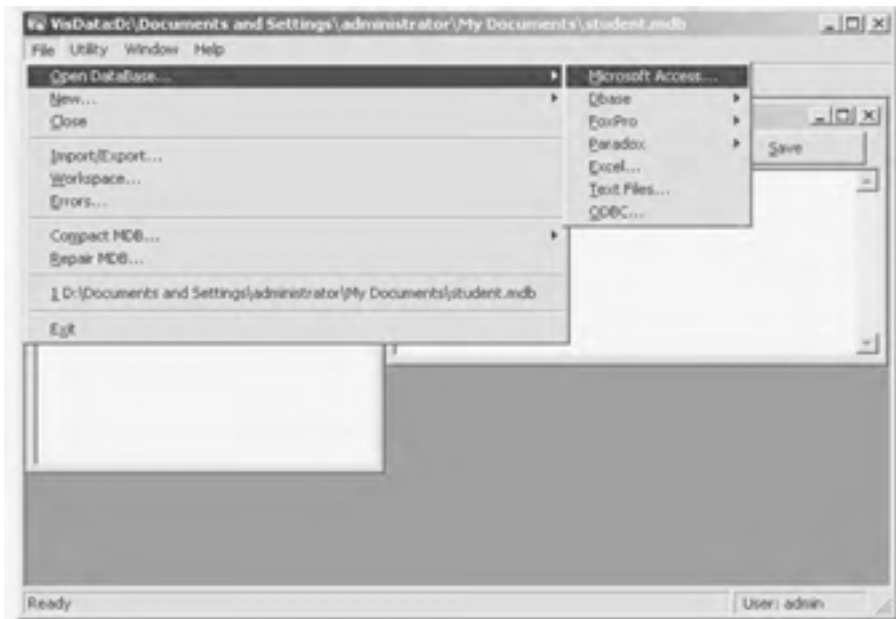 VisData:D:\Documents and Settings\administrator\My Documents\student.mdb
File Utility Window Help
Open DataBase...
New...
Close
Import/Export...
Workspace...
Errors...
Compact MDB...
Repair MDB...
1 D:\Documents and Settings\administrator\My Documents\student.mdb
Exit
Microsoft Access...
Dbase
FoxPro
Paradox
Excel...
Text Files...
ODBC...
Save
Ready
User: admin